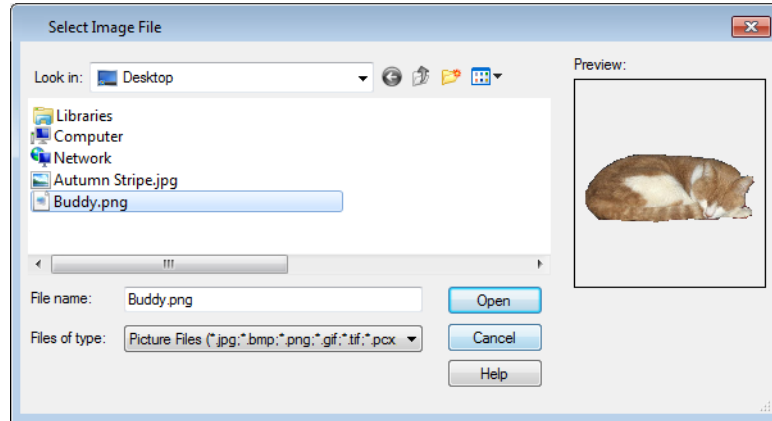 Select Image File
Look in: Desktop
Preview:
Libraries
Computer
Network
Autumn Stripe.jpg
Buddy.png
File name: Buddy.png
Open
Files of type: Picture Files (*.jpg;*.bmp;*.png;*.gif;*.tif;*.pcx
Cancel
Help